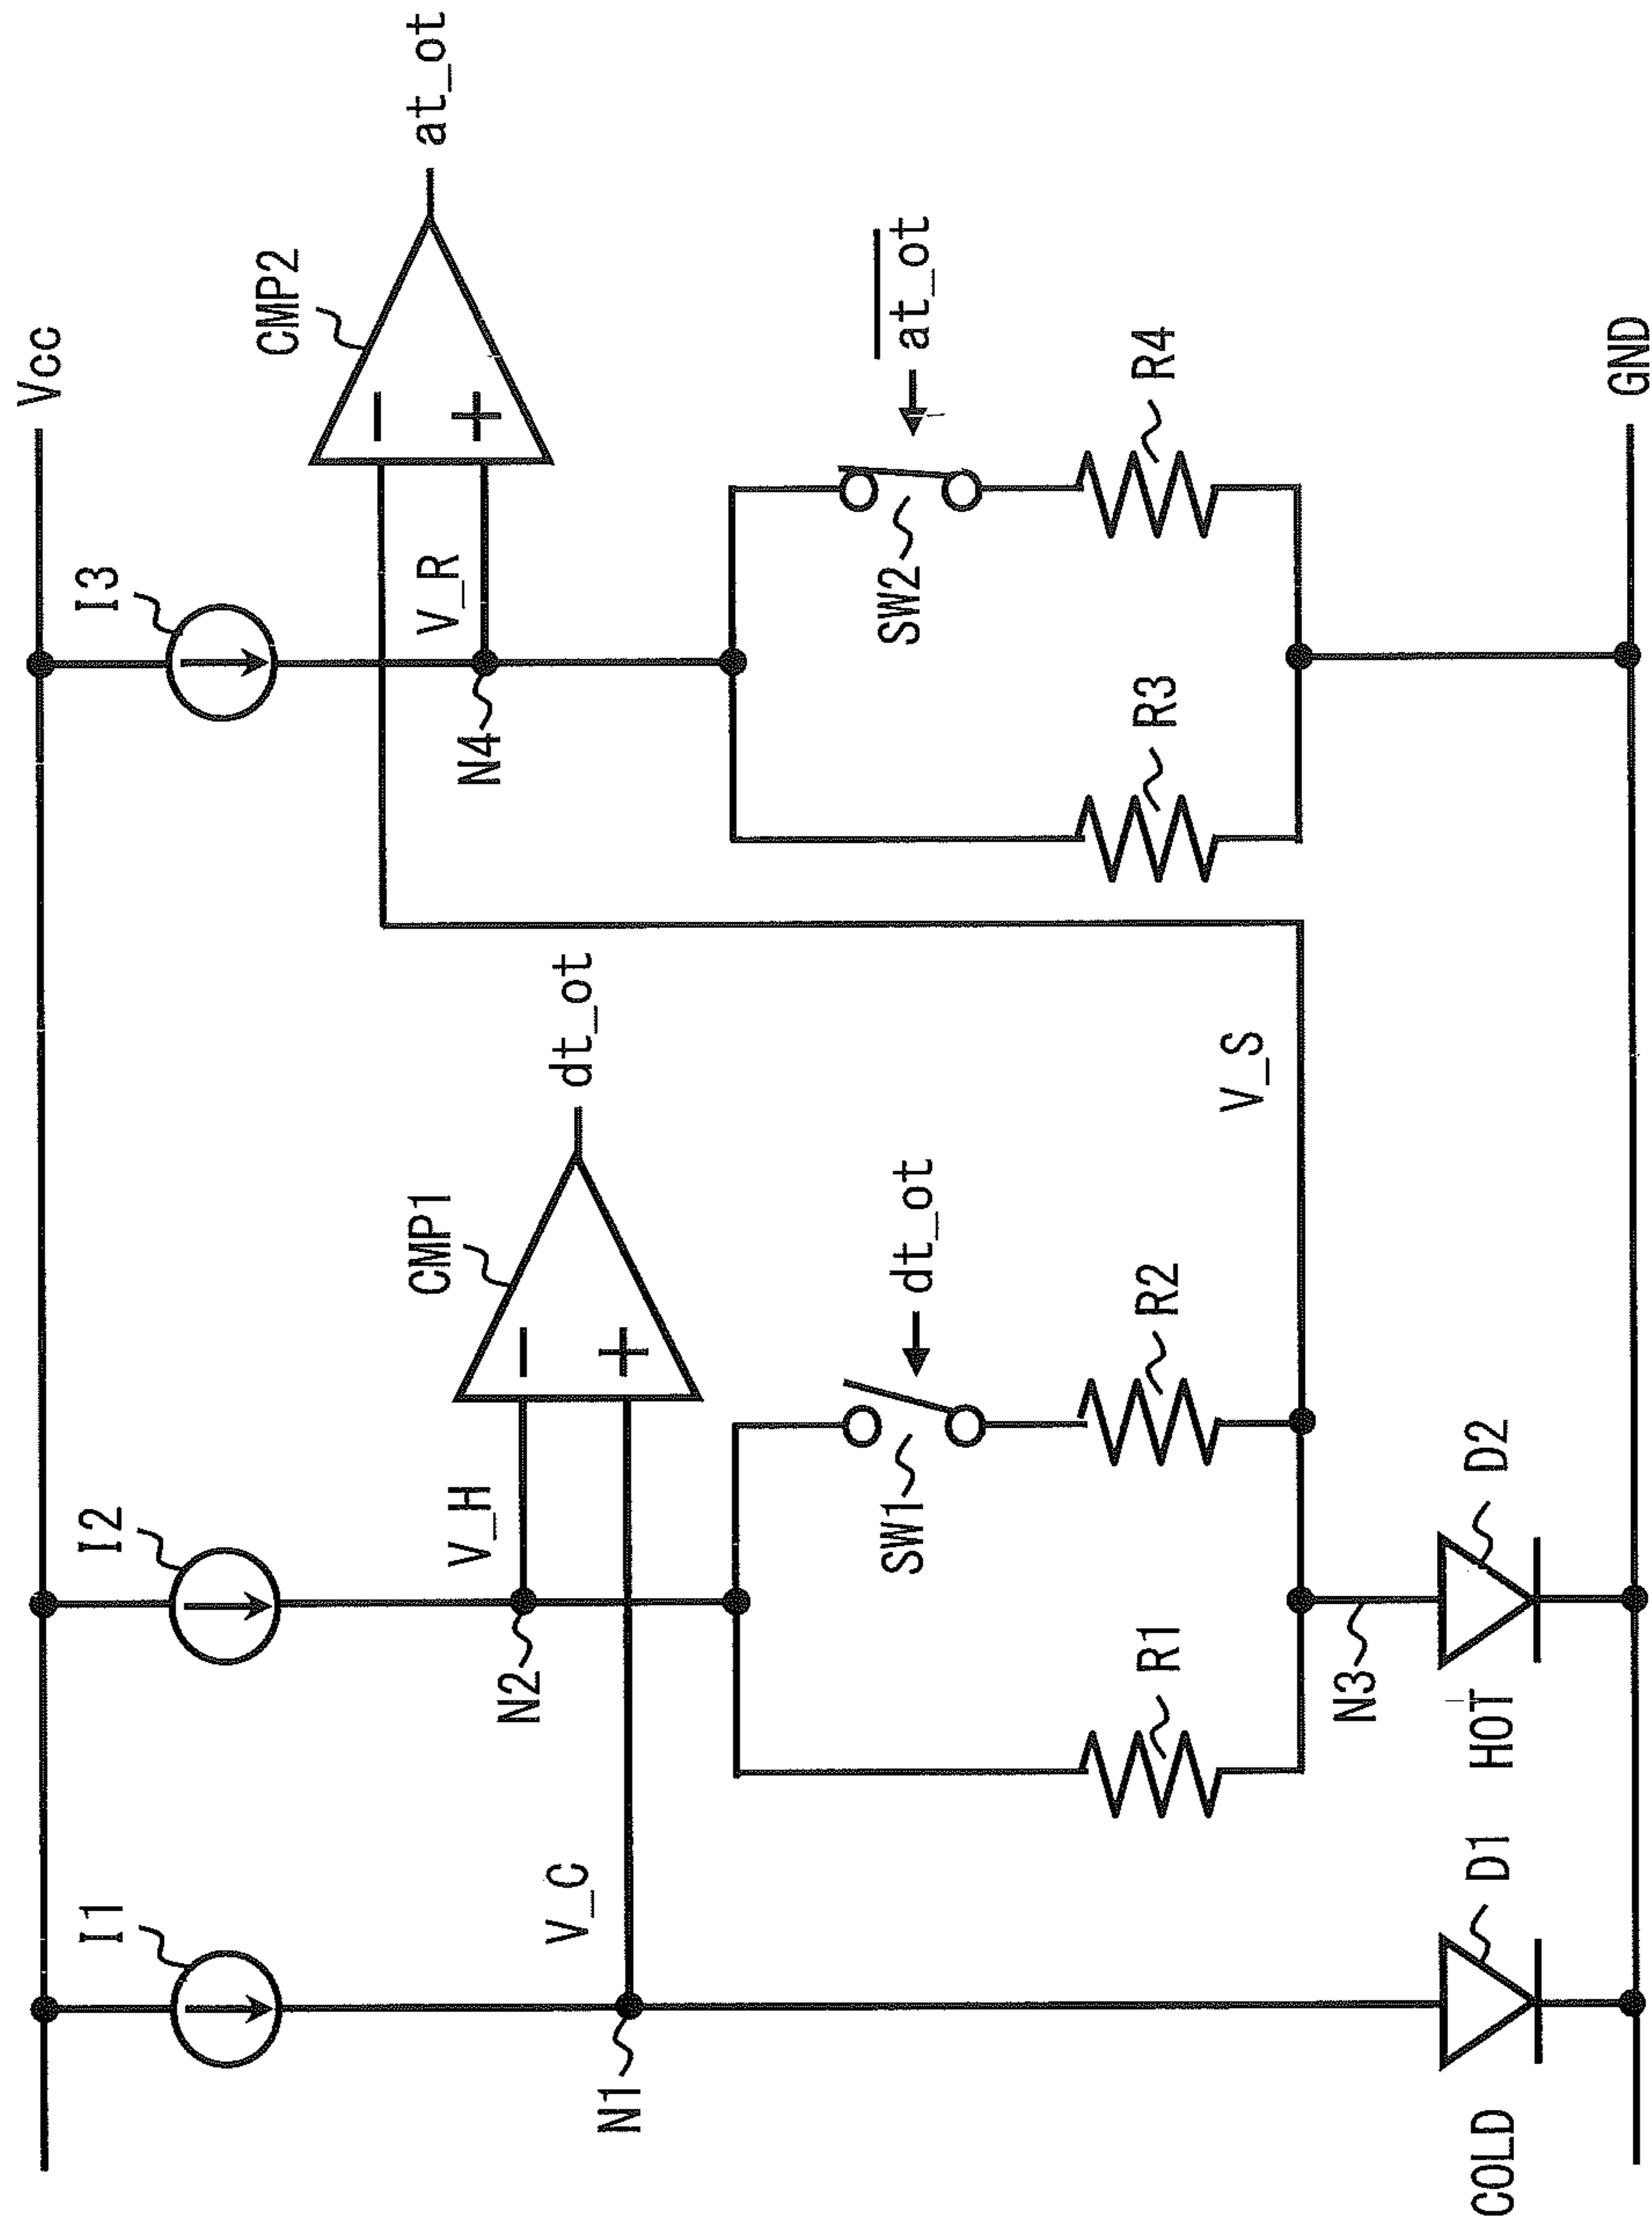 Vcc
I1
I2
I3
CMP2
at_ot
CMP1
dt_ot
V_C
V_H
V_R
N1
N2
N4
SW1
dt_ot
SW2
at_ot
R1
R2
R3
R4
V_S
N3
COLD
D1
HOT
D2
GND
+
−
+
−